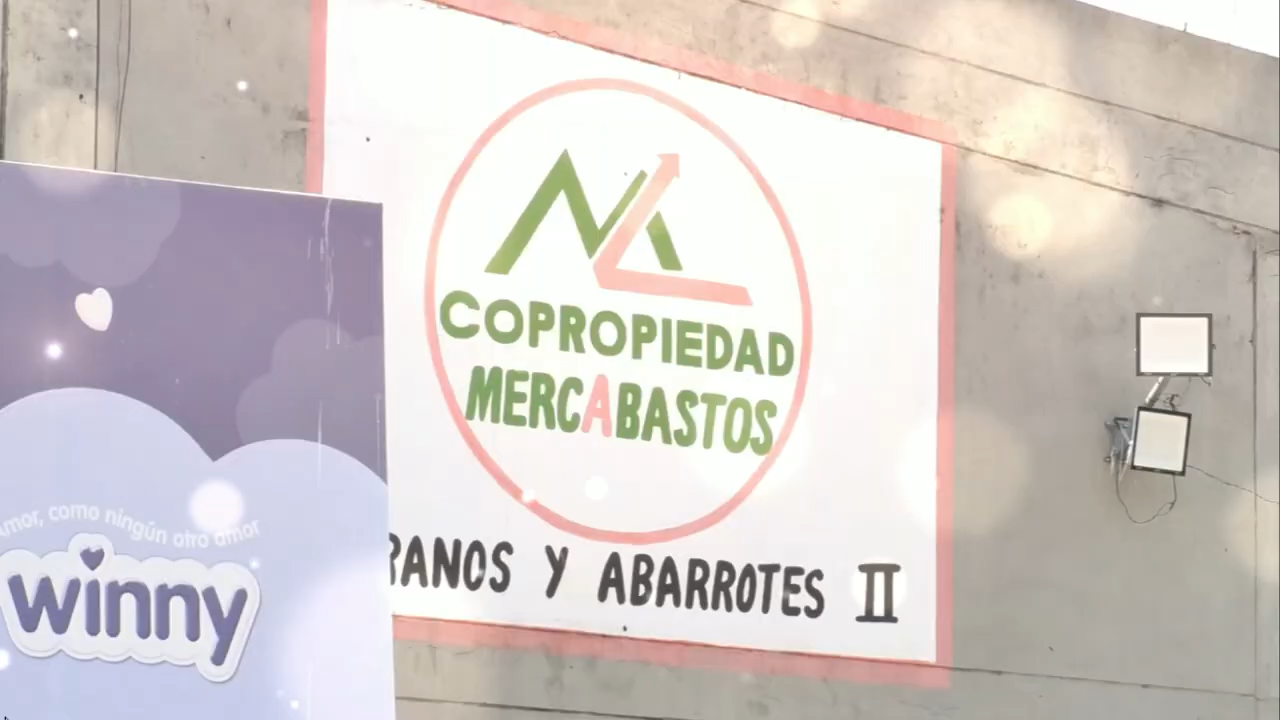 COPROPIEDAD
MERCABASTOS
RANOS Y ABARROTES II
Amor, como ningún otro amor
winny